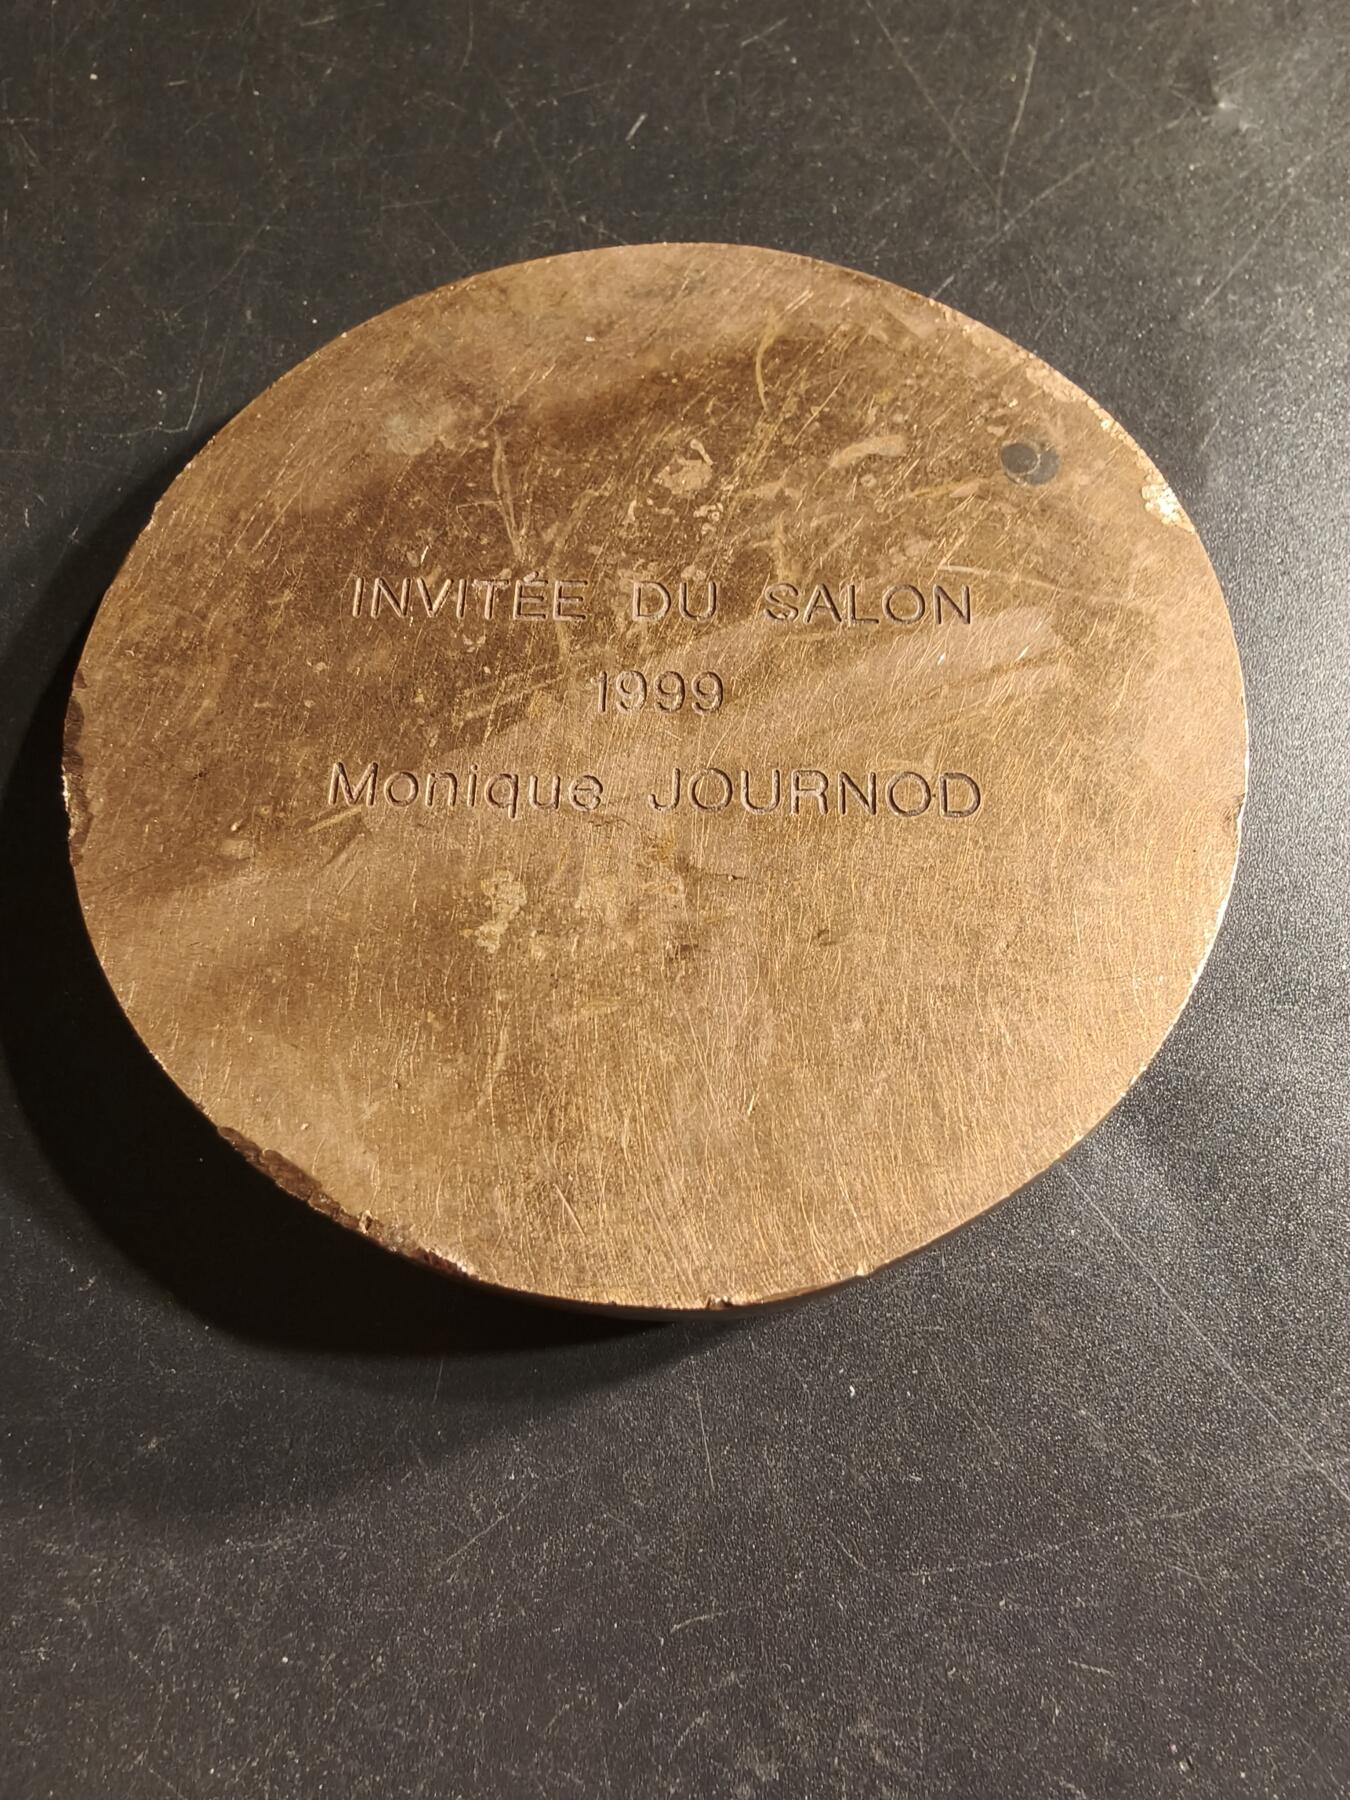 INVITÉE DU SALON
1999
Monique JOURNOD